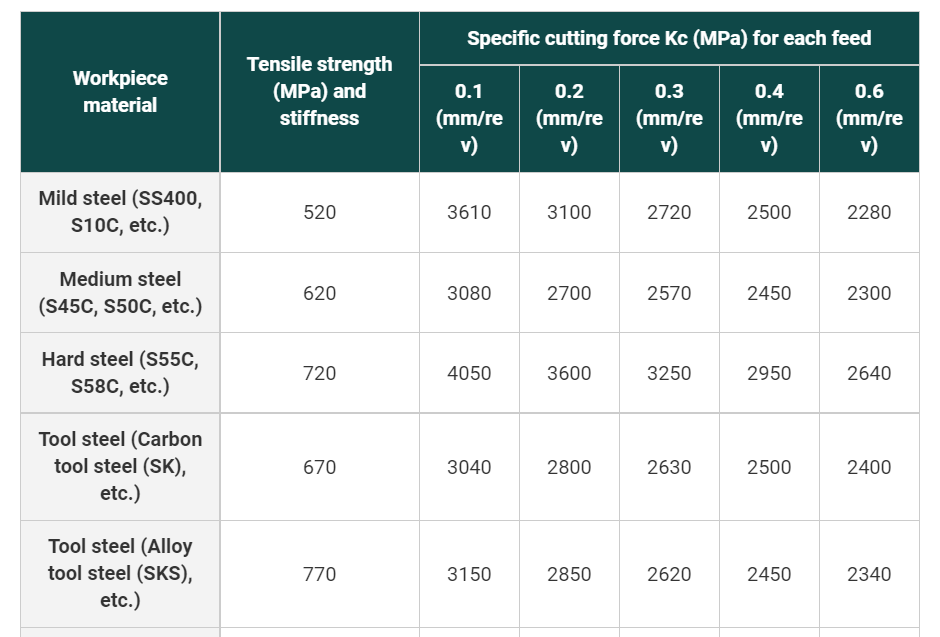 Workpiece
material
Tensile strength
(MPa) and
stiffness
Specific cutting force Kc (MPa) for each feed
0.1
(mm/re
v)
0.2
(mm/re
v)
0.3
(mm/re
v)
0.4
(mm/re
v)
0.6
(mm/re
v)
Mild steel (SS400,
S10C, etc.)
520
3610
3100
2720
2500
2280
Medium steel
(S45C, S50C, etc.)
620
3080
2700
2570
2450
2300
Hard steel (S55C,
S58C, etc.)
720
4050
3600
3250
2950
2640
Tool steel (Carbon
tool steel (SK),
etc.)
670
3040
2800
2630
2500
2400
Tool steel (Alloy
tool steel (SKS),
etc.)
770
3150
2850
2620
2450
2340